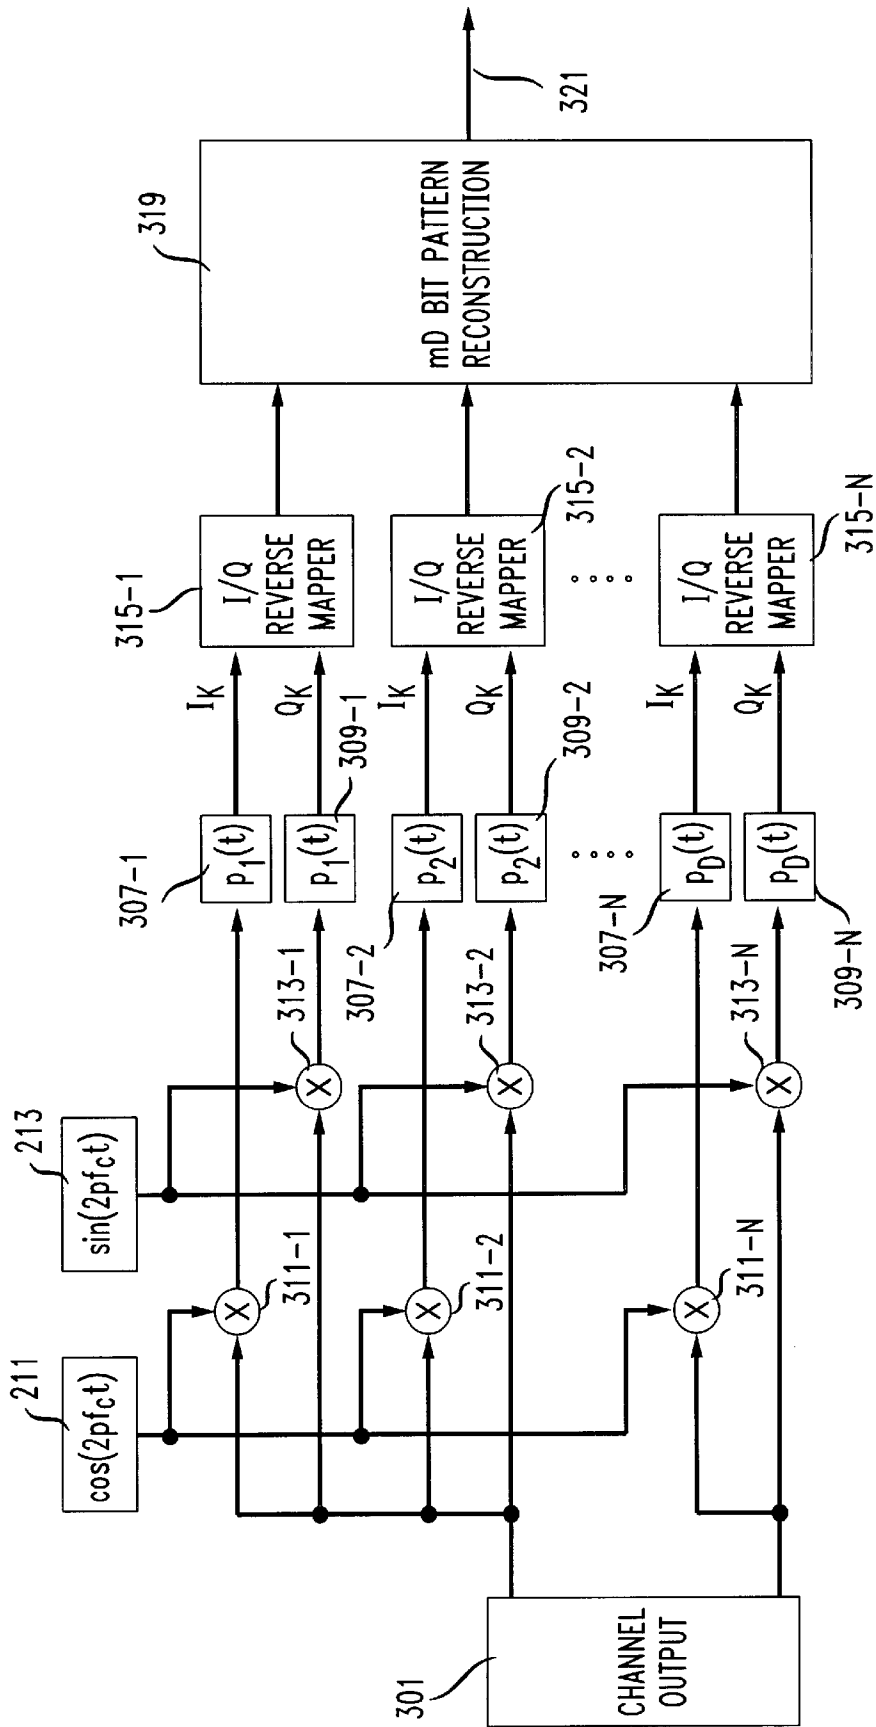 211
cos(2pfct)
213
sin(2pfct)
301
CHANNEL
OUTPUT
311-1
313-1
307-1
p1(t)
p1(t)
309-1
IK
QK
315-1
I/Q
REVERSE
MAPPER
311-2
313-2
307-2
p2(t)
p2(t)
309-2
IK
QK
315-2
I/Q
REVERSE
MAPPER
311-N
313-N
307-N
pD(t)
pD(t)
309-N
IK
QK
315-N
I/Q
REVERSE
MAPPER
319
mD BIT PATTERN
RECONSTRUCTION
321